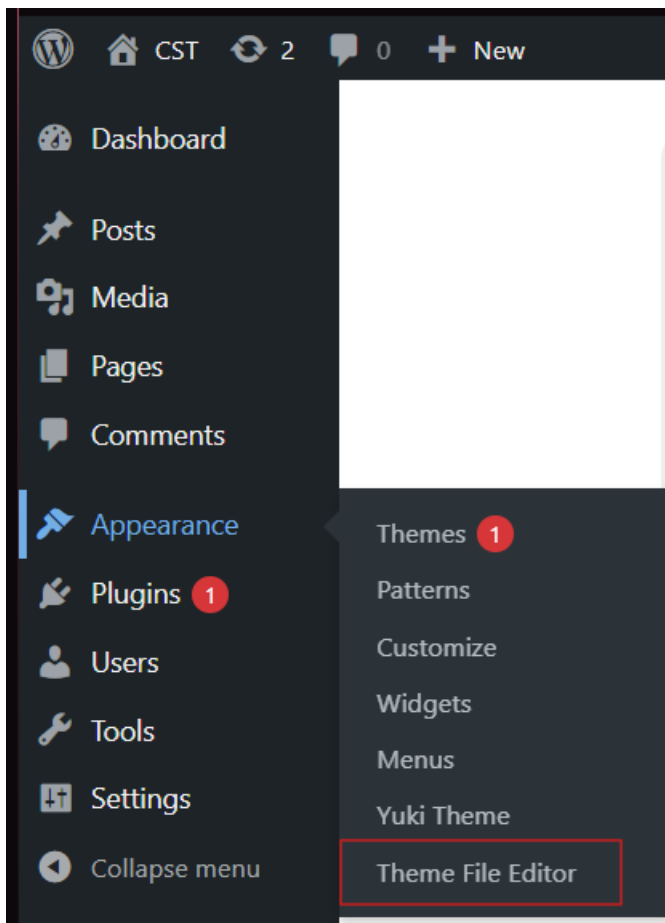 CST 2 0 New
Dashboard
Posts
Media
Pages
Comments
Appearance
Themes 1
Patterns
Customize
Widgets
Menus
Yuki Theme
Theme File Editor
Plugins 1
Users
Tools
Settings
Collapse menu